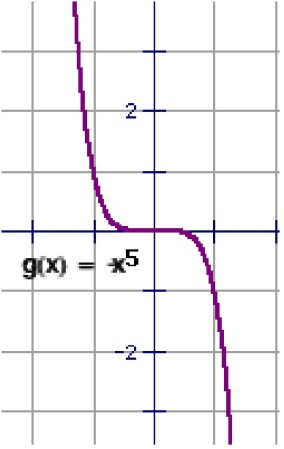 2
g(x) = -x⁵
-2